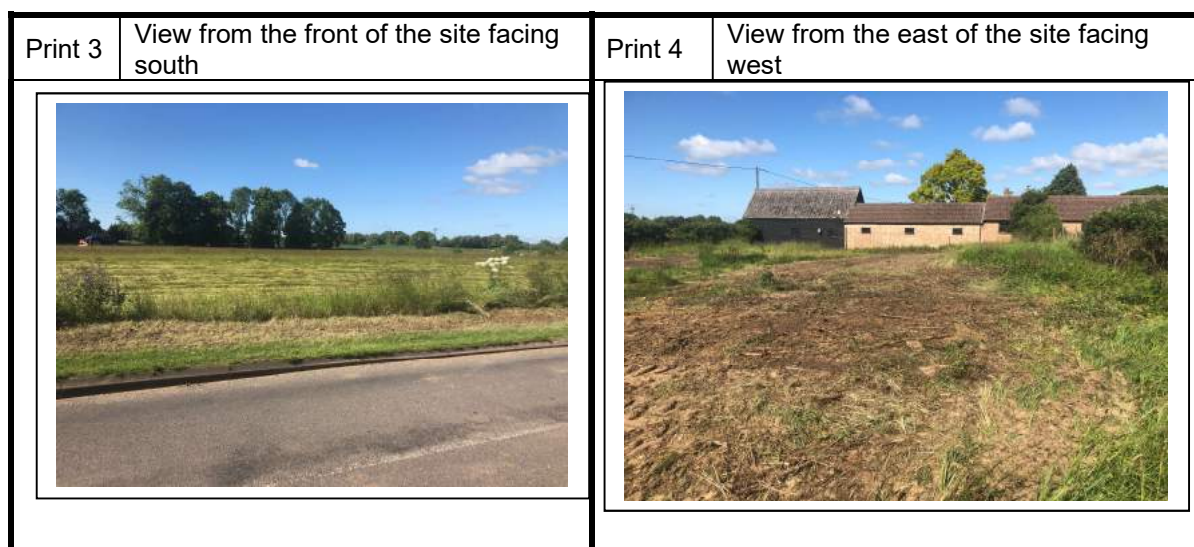 Print 3
View from the front of the site facing
south
Print 4
View from the east of the site facing
west